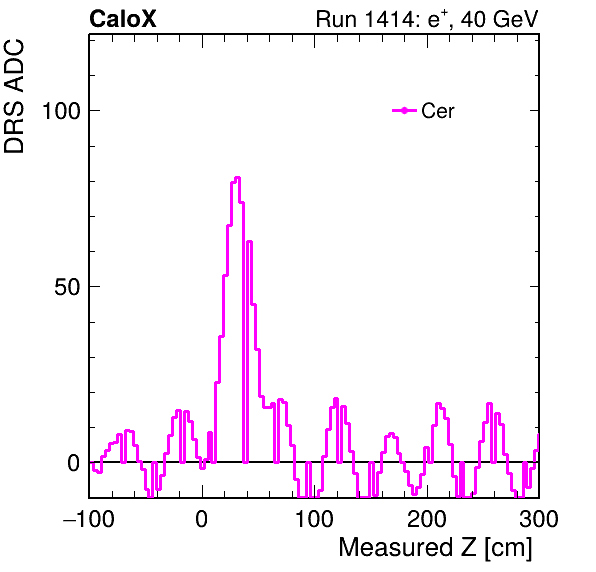 CaloX Run 1414: e⁺, 40 GeV
DRS ADC
Cer
100
50
0
−100 0 100 200 300
Measured Z [cm]